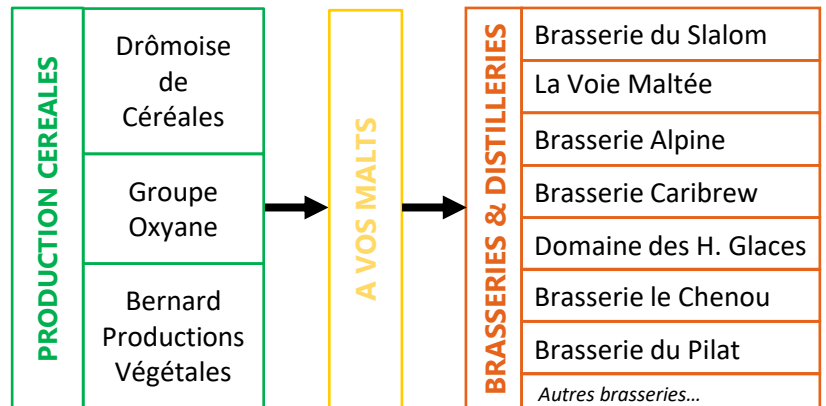 PRODUCTION CEREALES
Drômoise
de
Céréales
Groupe
Oxyane
Bernard
Productions
Végétales
A VOS MALTS
BRASSERIES & DISTILLERIES
Brasserie du Slalom
La Voie Maltée
Brasserie Alpine
Brasserie Caribrew
Domaine des H. Glaces
Brasserie le Chenou
Brasserie du Pilat
Autres brasseries…